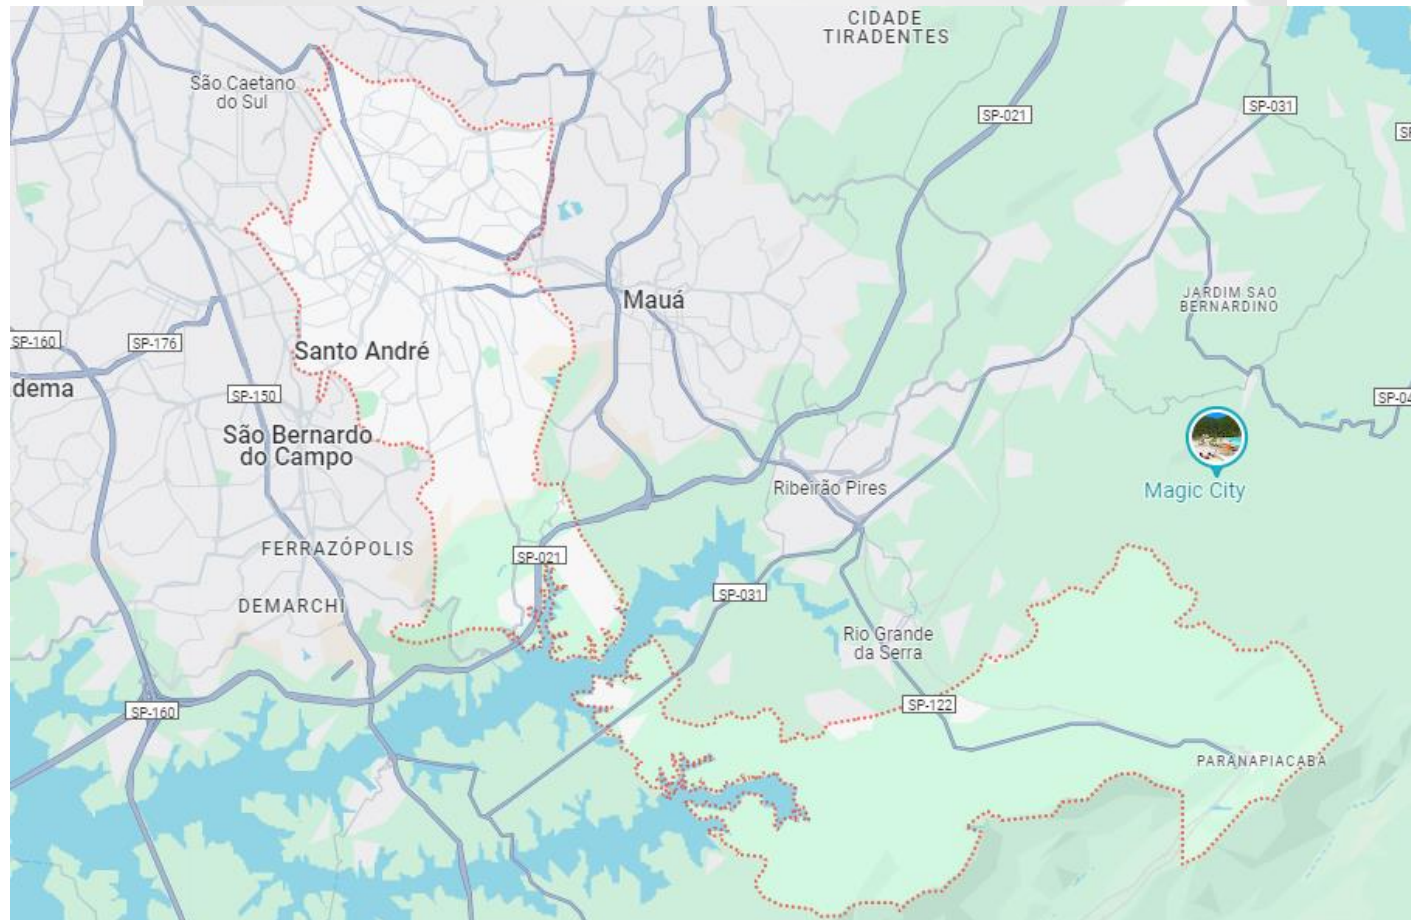 CIDADE
TIRADENTES
São Caetano
do Sul
SP-031
SP-021
Mauá
JARDIM SAO
BERNARDINO
SP-160
SP-176
Santo André
dema
SP-150
SP-04
São Bernardo
do Campo
Ribeirão Pires
Magic City
FERRAZÓPOLIS
SP-021
SP-031
DEMARCHI
Rio Grande
da Serra
SP-122
SP-160
PARANAPIACABA